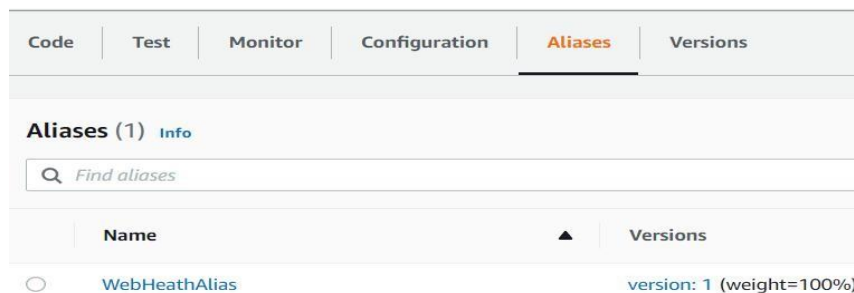 Code Test Monitor Configuration Aliases Versions
Aliases (1) Info
Find aliases
Name Versions
WebHeathAlias version: 1 (weight=100%)